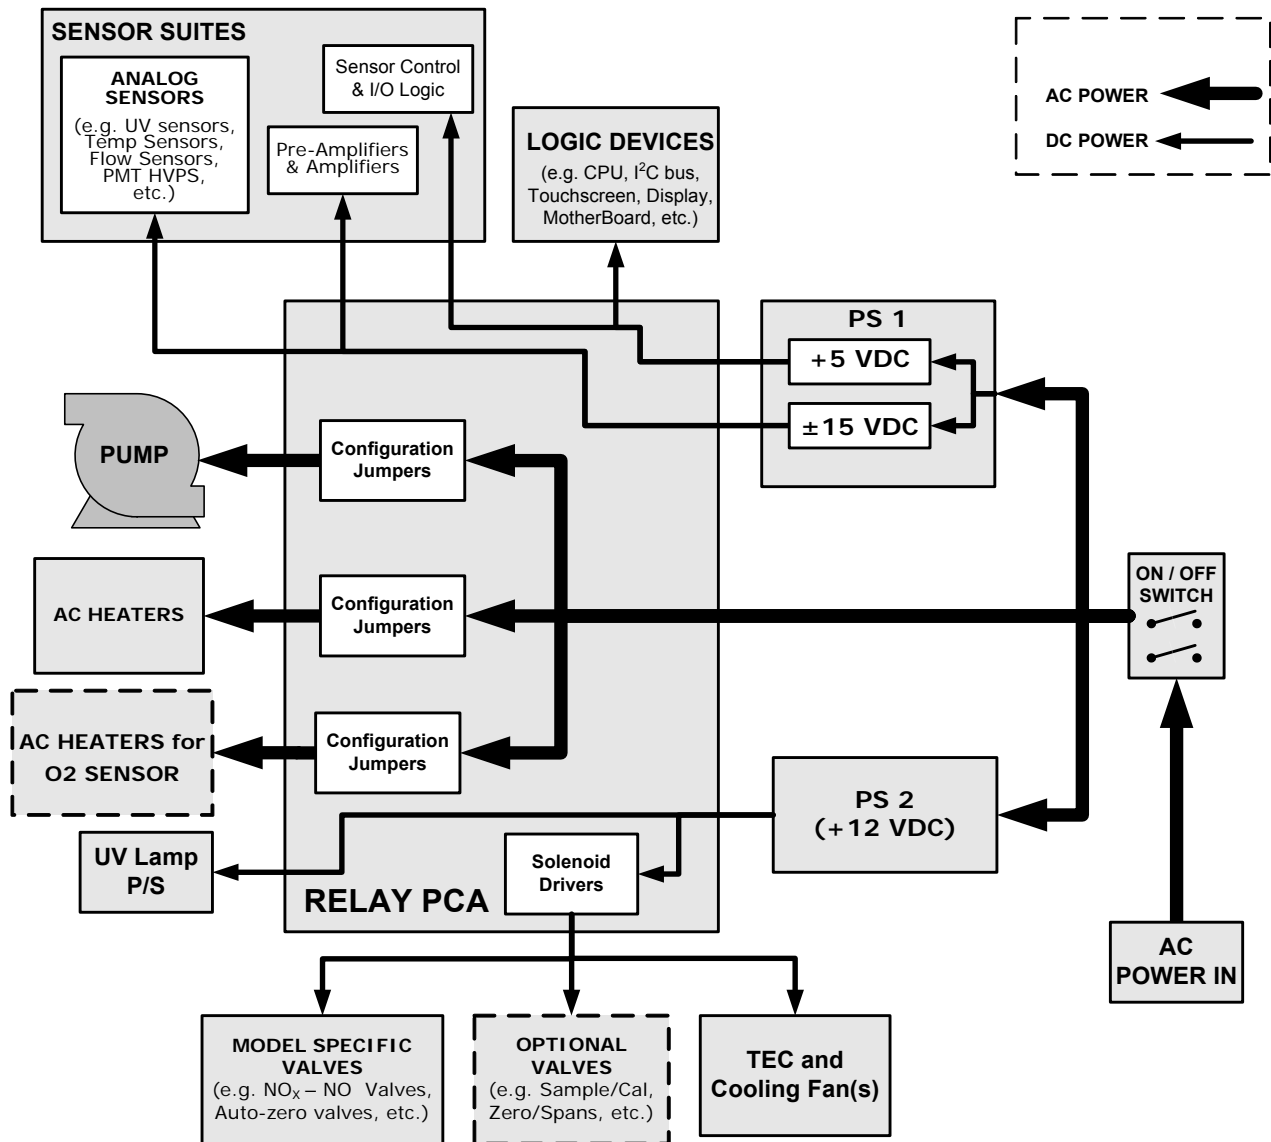 SENSOR SUITES
ANALOG
SENSORS
(e.g. UV sensors,
Temp Sensors,
Flow Sensors,
PMT HVPS,
etc.)
Sensor Control
& I/O Logic
Pre-Amplifiers
& Amplifiers
LOGIC DEVICES
(e.g. CPU, I²C bus,
Touchscreen, Display,
MotherBoard, etc.)
AC POWER
DC POWER
PS 1
+5 VDC
±15 VDC
PUMP
Configuration
Jumpers
AC HEATERS
Configuration
Jumpers
ON / OFF
SWITCH
AC HEATERS for
O2 SENSOR
Configuration
Jumpers
PS 2
(+12 VDC)
UV Lamp
P/S
Solenoid
Drivers
RELAY PCA
AC
POWER IN
MODEL SPECIFIC
VALVES
(e.g. NOₓ – NO Valves,
Auto-zero valves, etc.)
OPTIONAL
VALVES
(e.g. Sample/Cal,
Zero/Spans, etc.)
TEC and
Cooling Fan(s)